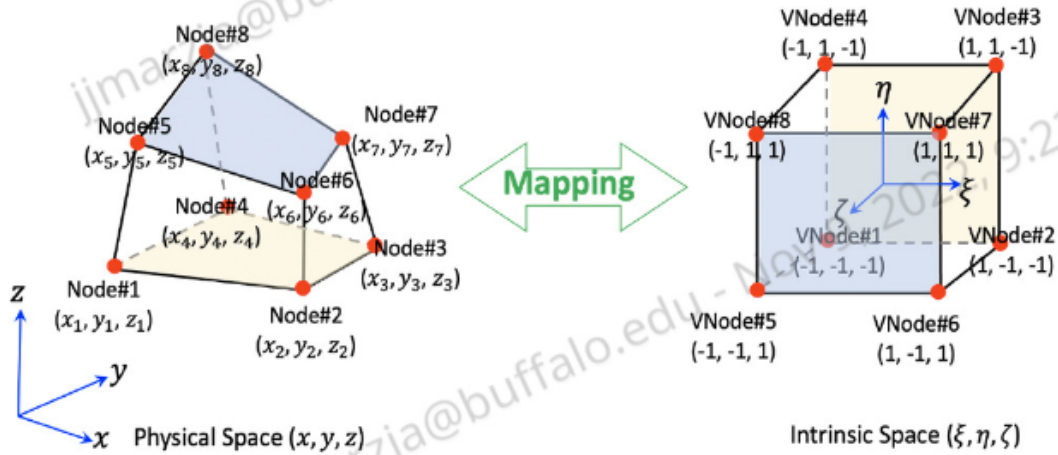 Node#8
(x₈, y₈, z₈)
Node#5
(x₅, y₅, z₅)
Node#7
(x₇, y₇, z₇)
Node#6
(x₆, y₆, z₆)
Node#4
(x₄, y₄, z₄)
Node#3
(x₃, y₃, z₃)
Node#1
(x₁, y₁, z₁)
Node#2
(x₂, y₂, z₂)
z
y
x
Physical Space (x, y, z)
Mapping
VNode#4
(-1, 1, -1)
VNode#3
(1, 1, -1)
η
VNode#8
(-1, 1, 1)
VNode#7
(1, 1, 1)
ξ
ζ
VNode#1
(-1, -1, -1)
VNode#2
(1, -1, -1)
VNode#5
(-1, -1, 1)
VNode#6
(1, -1, 1)
Intrinsic Space (ξ, η, ζ)